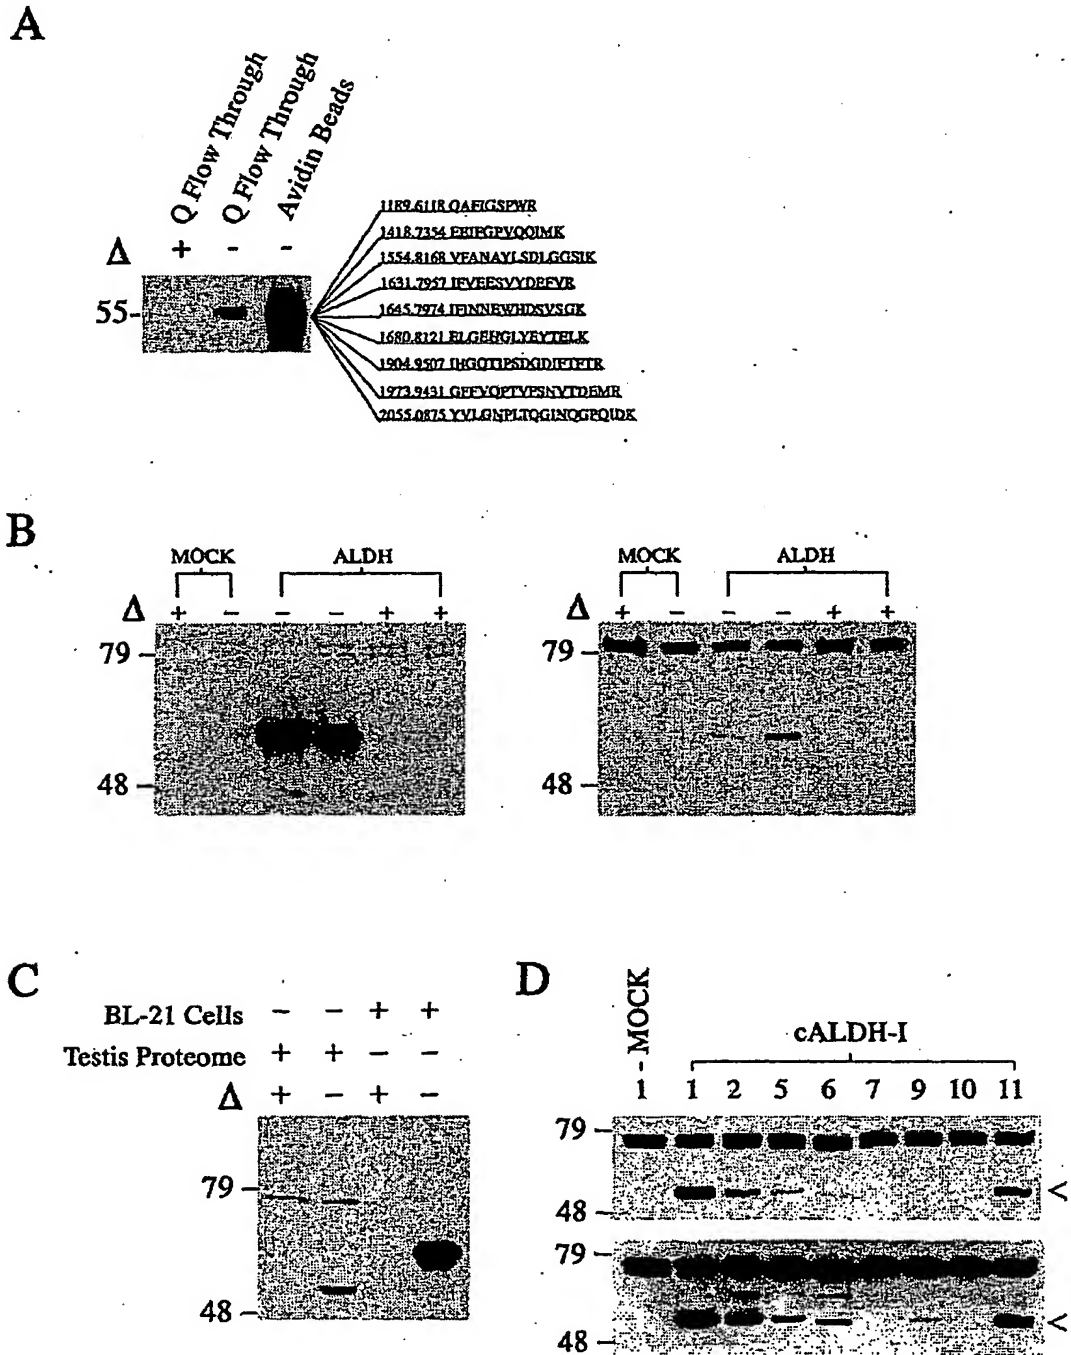 A
Q Flow Through
Q Flow Through
Avidin Beads
Δ + - -
55-
1189.6118 QAFIGSPWR
1418.7354 EEIFGPVQQIMK
1554.8168 VFANAYLSDLGGSIK
1631.7957 IFVEESVYDEFVR
1645.7974 IFINNEWHDSVSGK
1680.8121 ELGEHGLYEYTELK
1904.9507 IHGQTIPSDGDIFTFTR
1973.9431 GFFVQPTVFSNVTDEMR
2055.0875 YVLGNPLTQGINQGPQIDK
B
MOCK ALDH
Δ + - - - + +
79
48
MOCK ALDH
Δ + - - - + +
79
48
C
BL-21 Cells - - + +
Testis Proteome + + - -
Δ + - + -
79
48
D
- MOCK
cALDH-I
1 1 2 5 6 7 9 10 11
79
48
<
79
48
<